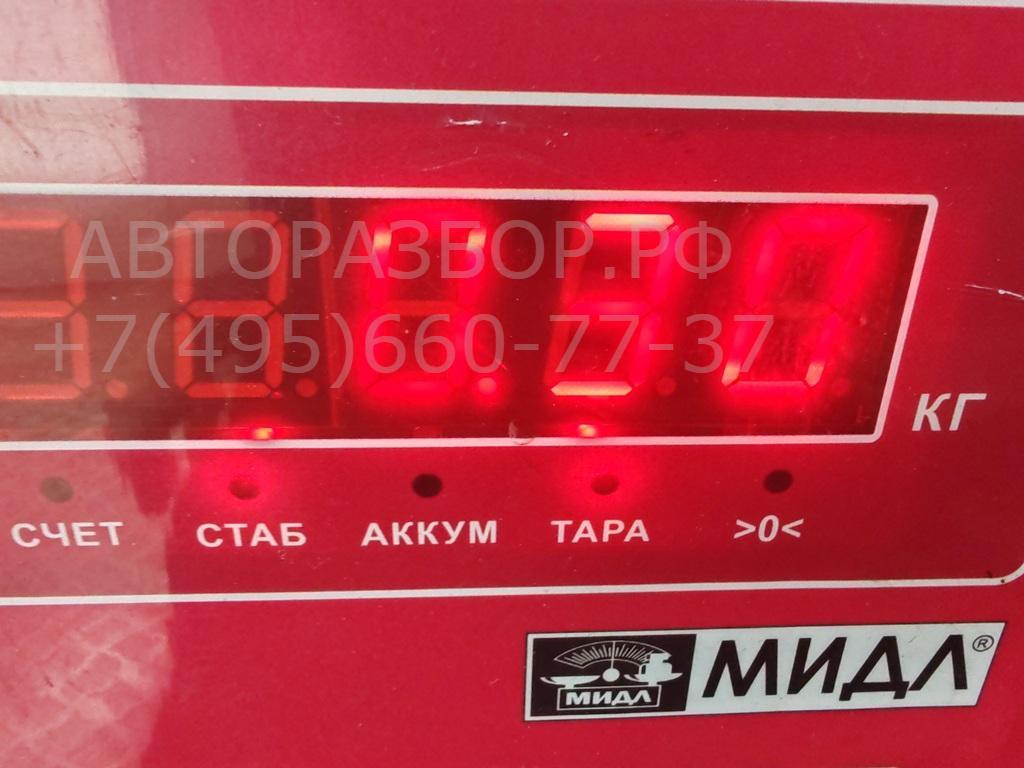 АВТОРАЗБОР.РФ
+7(495)660-77-37
КГ
СЧЕТ СТАБ АККУМ ТАРА >0<
МИДЛ МИДЛ®